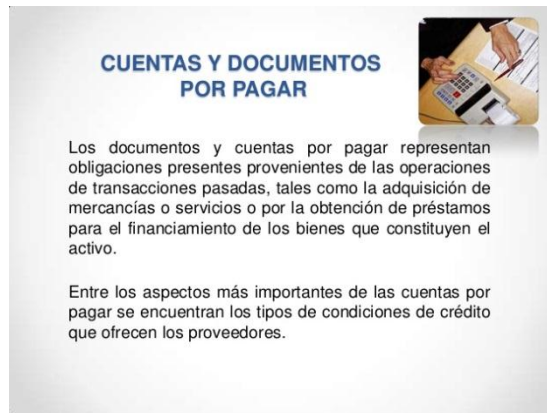 CUENTAS Y DOCUMENTOS
POR PAGAR
Los documentos y cuentas por pagar representan
obligaciones presentes provenientes de las operaciones
de transacciones pasadas, tales como la adquisición de
mercancías o servicios o por la obtención de préstamos
para el financiamiento de los bienes que constituyen el
activo.
Entre los aspectos más importantes de las cuentas por
pagar se encuentran los tipos de condiciones de crédito
que ofrecen los proveedores.